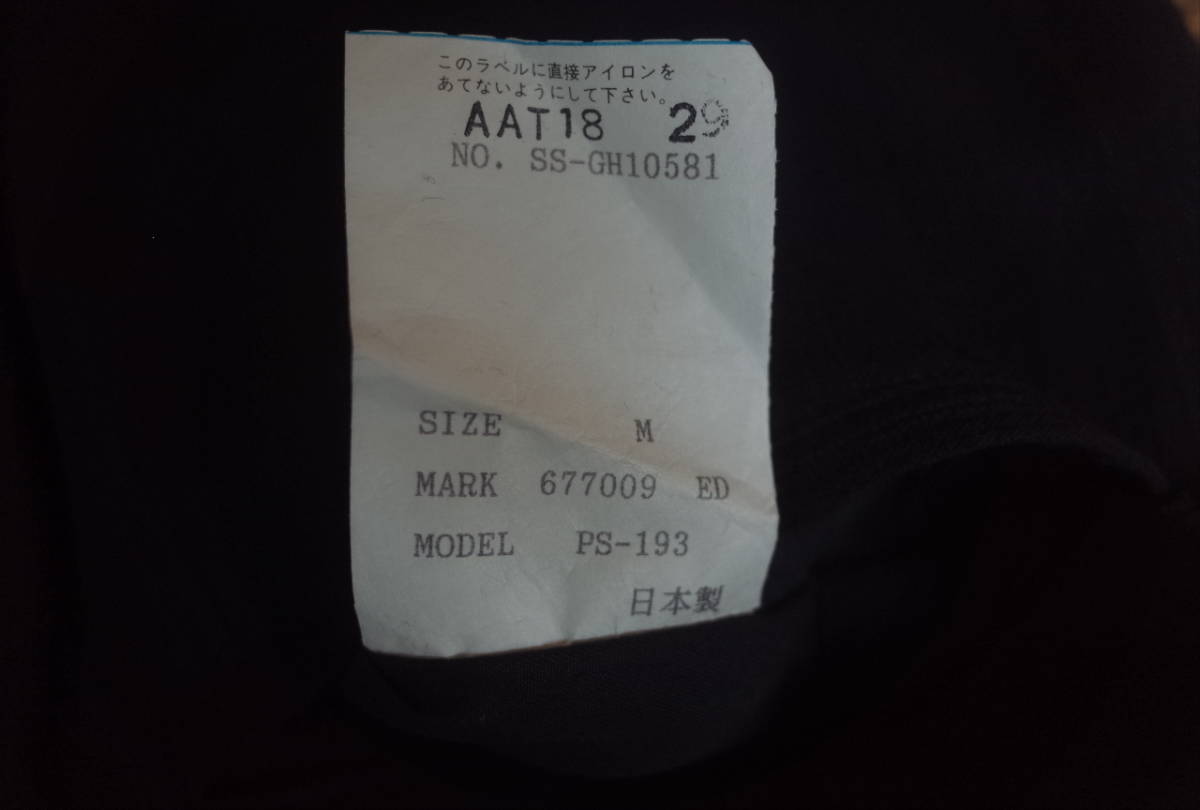 このラベルに直接アイロンを
あてないようにして下さい。
AAT18 29
NO. SS-GH10581
SIZE M
MARK 677009 ED
MODEL PS-193
日本製